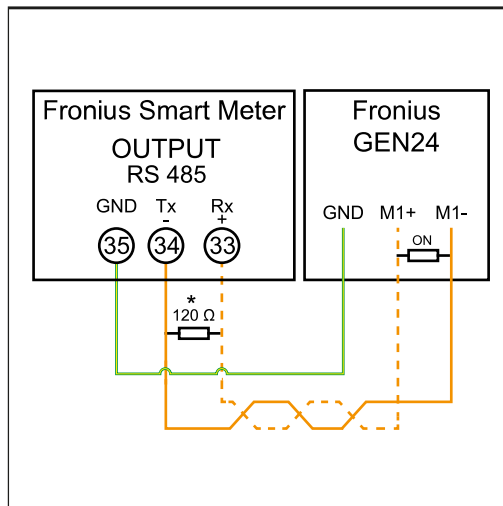 Fronius Smart Meter
OUTPUT
RS 485
GND Tx Rx
- +
35 34 33
*
120 Ω
Fronius
GEN24
GND M1+ M1-
ON